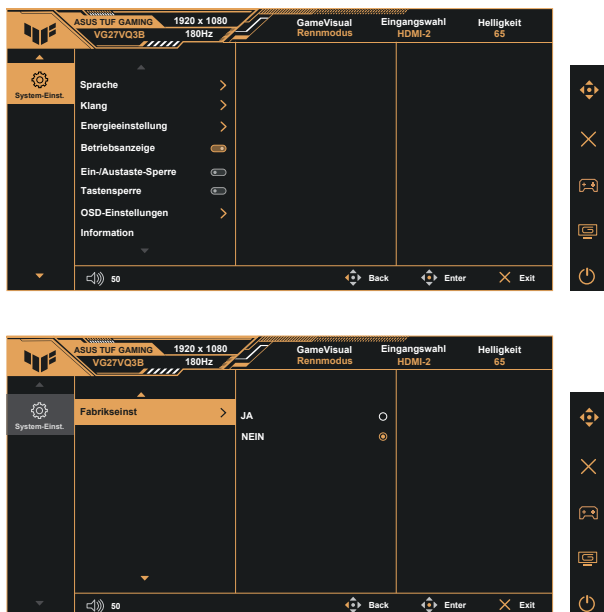 ASUS TUF GAMING 1920 x 1080 GameVisual Eingangswahl Helligkeit
VG27VQ3B 180Hz Rennmodus HDMI-2 65
System-Einst.
Sprache
Klang
Energieeinstellung
Betriebsanzeige
Ein-/Austaste-Sperre
Tastensperre
OSD-Einstellungen
Information
50 Back Enter Exit
ASUS TUF GAMING 1920 x 1080 GameVisual Eingangswahl Helligkeit
VG27VQ3B 180Hz Rennmodus HDMI-2 65
System-Einst.
Fabrikseinst
JA
NEIN
50 Back Enter Exit